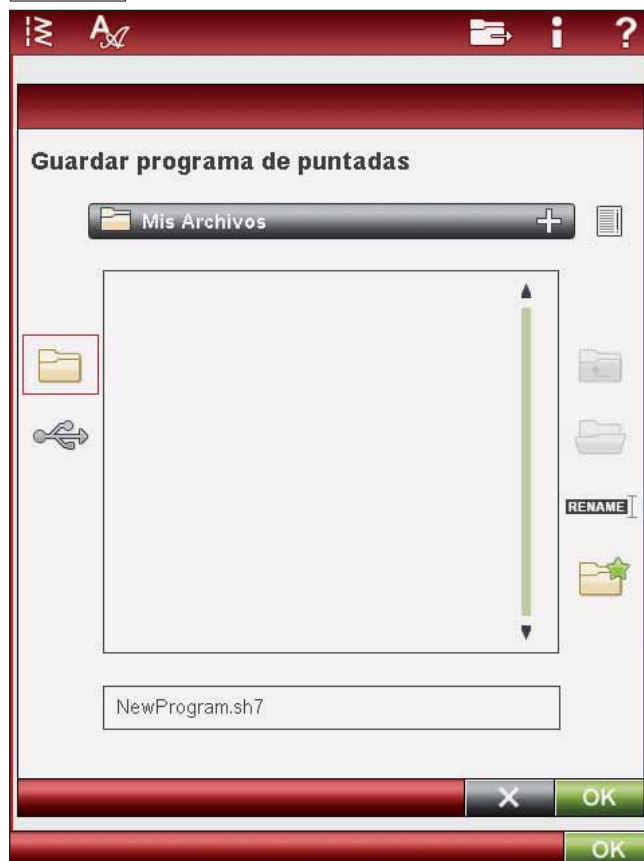 A A
i ?
Guardar programa de puntadas
Mis Archivos
RENAME
NewProgram.sh7
X OK
OK